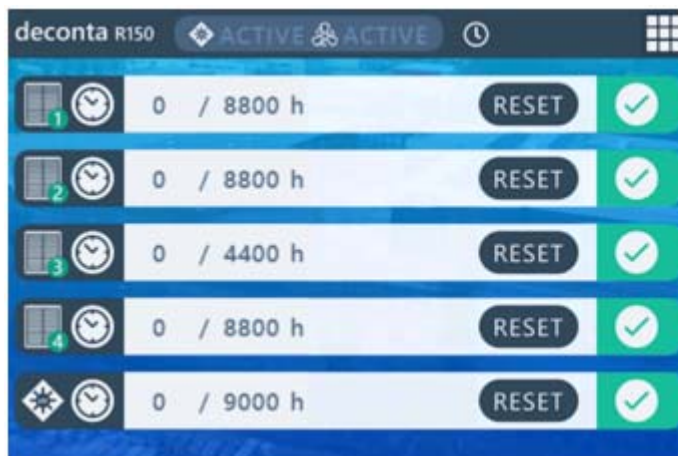 deconta R150 ACTIVE ACTIVE
1 0 / 8800 h RESET
2 0 / 8800 h RESET
3 0 / 4400 h RESET
4 0 / 8800 h RESET
0 / 9000 h RESET